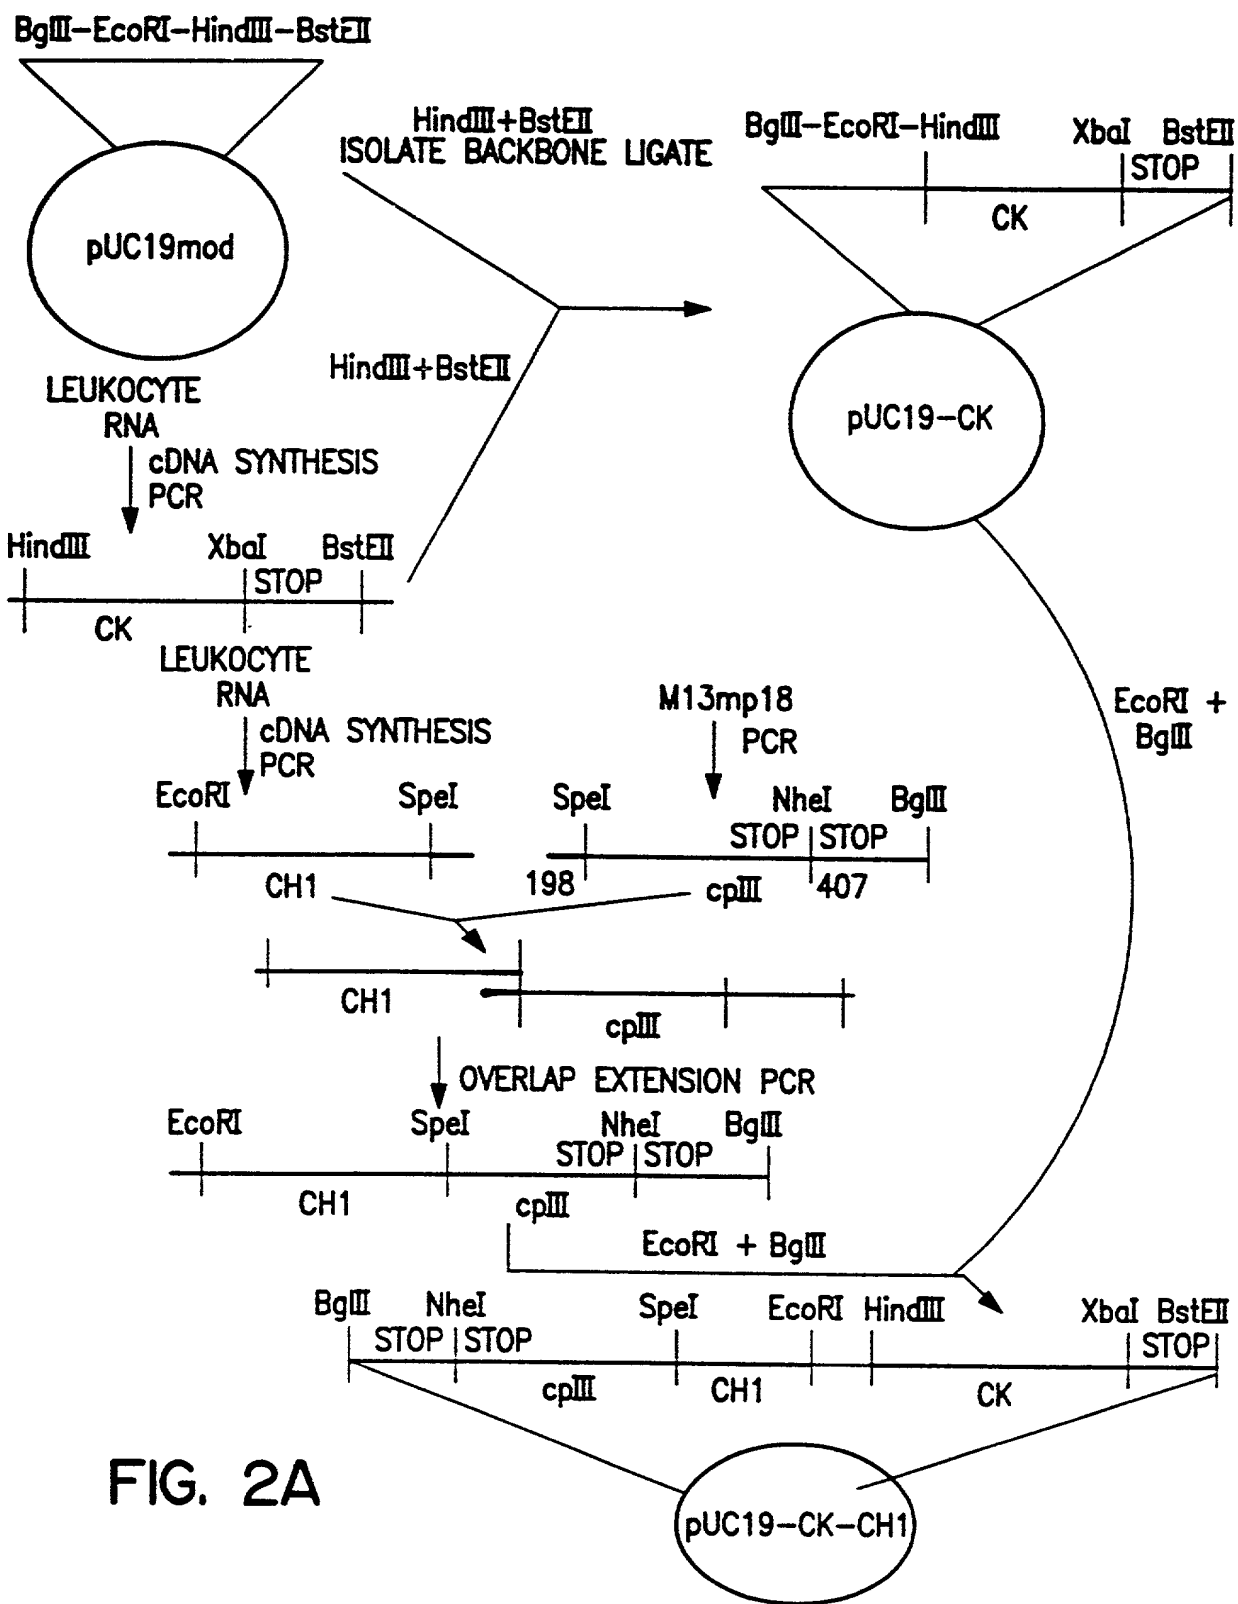 BglII-EcoRI-HindIII-BstEII
pUC19mod
HindIII+BstEII
ISOLATE BACKBONE LIGATE
BglII-EcoRI-HindIII
XbaI BstEII
STOP
CK
pUC19-CK
HindIII+BstEII
LEUKOCYTE
RNA
cDNA SYNTHESIS
PCR
HindIII XbaI BstEII
STOP
CK
LEUKOCYTE
RNA
cDNA SYNTHESIS
PCR
M13mp18
PCR
EcoRI +
BglII
EcoRI SpeI
CH1
SpeI NheI BglII
STOP STOP
198 cpIII 407
CH1
cpIII
OVERLAP EXTENSION PCR
EcoRI SpeI NheI BglII
STOP STOP
CH1 cpIII
EcoRI + BglII
BglII NheI SpeI EcoRI HindIIII XbaI BstEII
STOP STOP STOP
cpIII CH1 CK
pUC19-CK-CH1
FIG. 2A